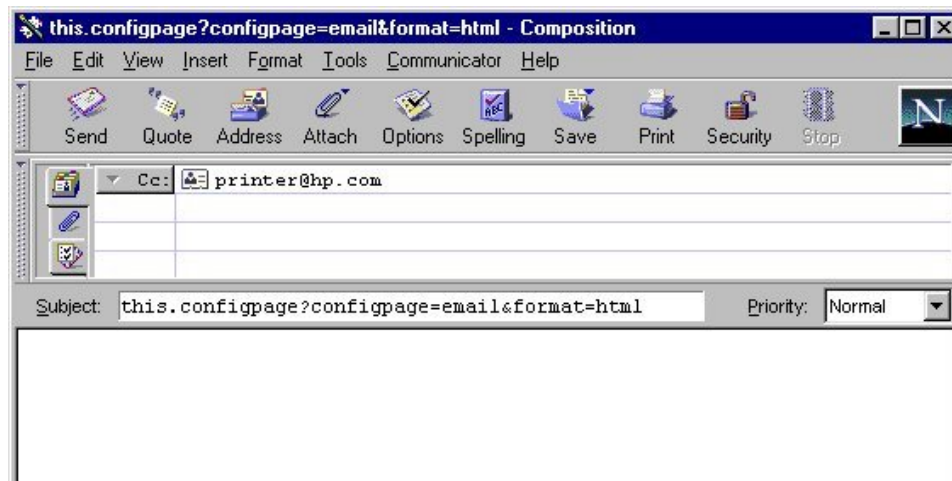 this.configpage?configpage=email&format=html - Composition
File Edit View Insert Format Tools Communicator Help
Send Quote Address Attach Options Spelling Save Print Security Stop
N
Cc: printer@hp.com
Subject: this.configpage?configpage=email&format=html Priority: Normal